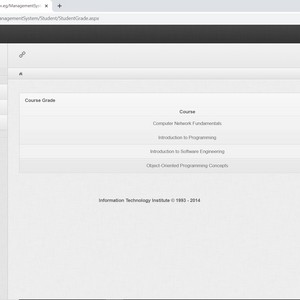 n.eg/ManagementSys
anagementSystem/Student/StudentGrade.aspx
Course Grade
Course
Computer Network Fundamentals
Introduction to Programming
Introduction to Software Engineering
Object-Oriented Programming Concepts
Information Technology Institute © 1993 - 2014